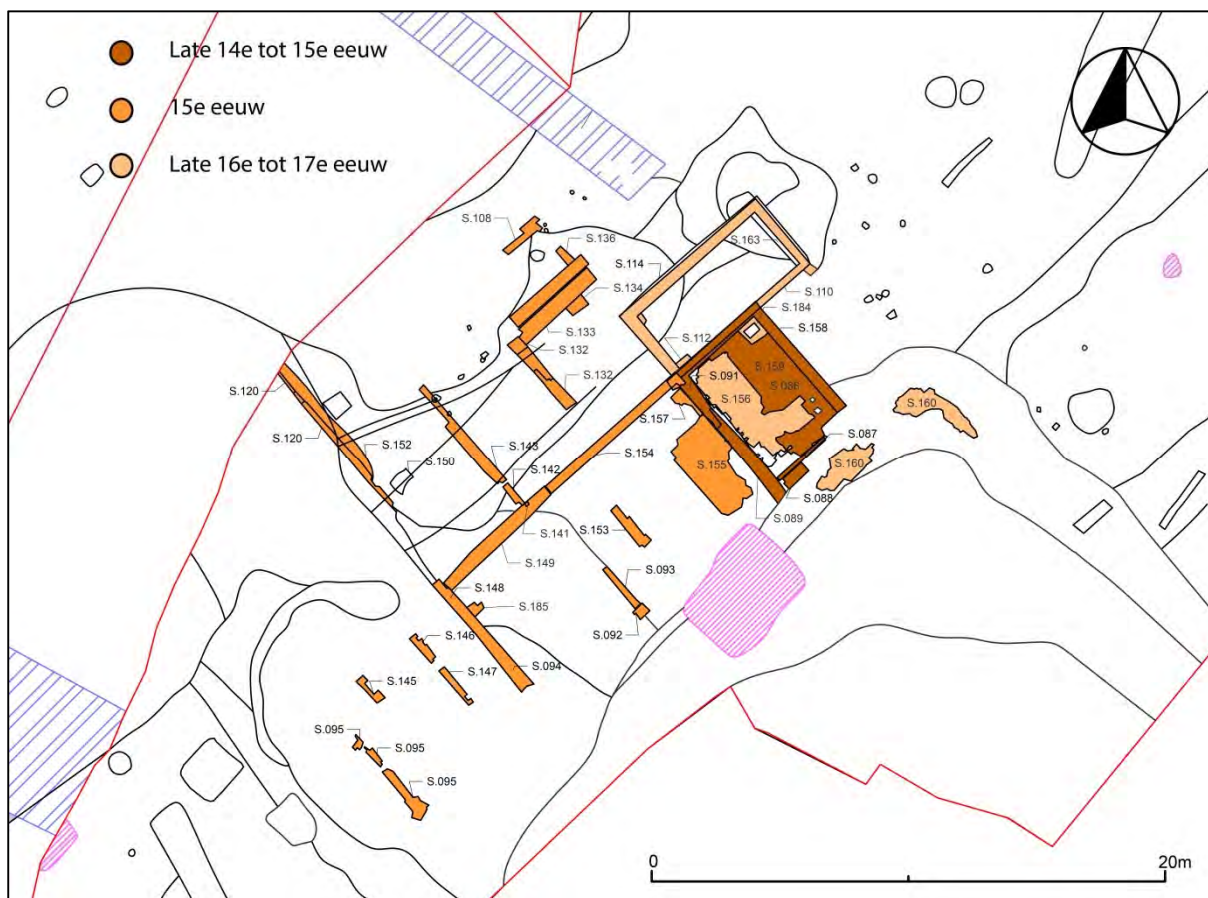 Late 14e tot 15e eeuw
15e eeuw
Late 16e tot 17e eeuw
S.108
S.136
S.163
S.114
S.134
S.110
S.184
S.133
S.158
S.112
S.132
S.132
S.091
S.159
S.086
S.120
S.156
S.160
S.157
S.120
S.087
S.143
S.154
S.152
S.142
S.155
S.160
S.150
S.088
S.141
S.153
S.089
S.149
S.093
S.148
S.185
S.092
S.146
S.094
S.147
S.145
S.095
S.095
S.095
0
20m